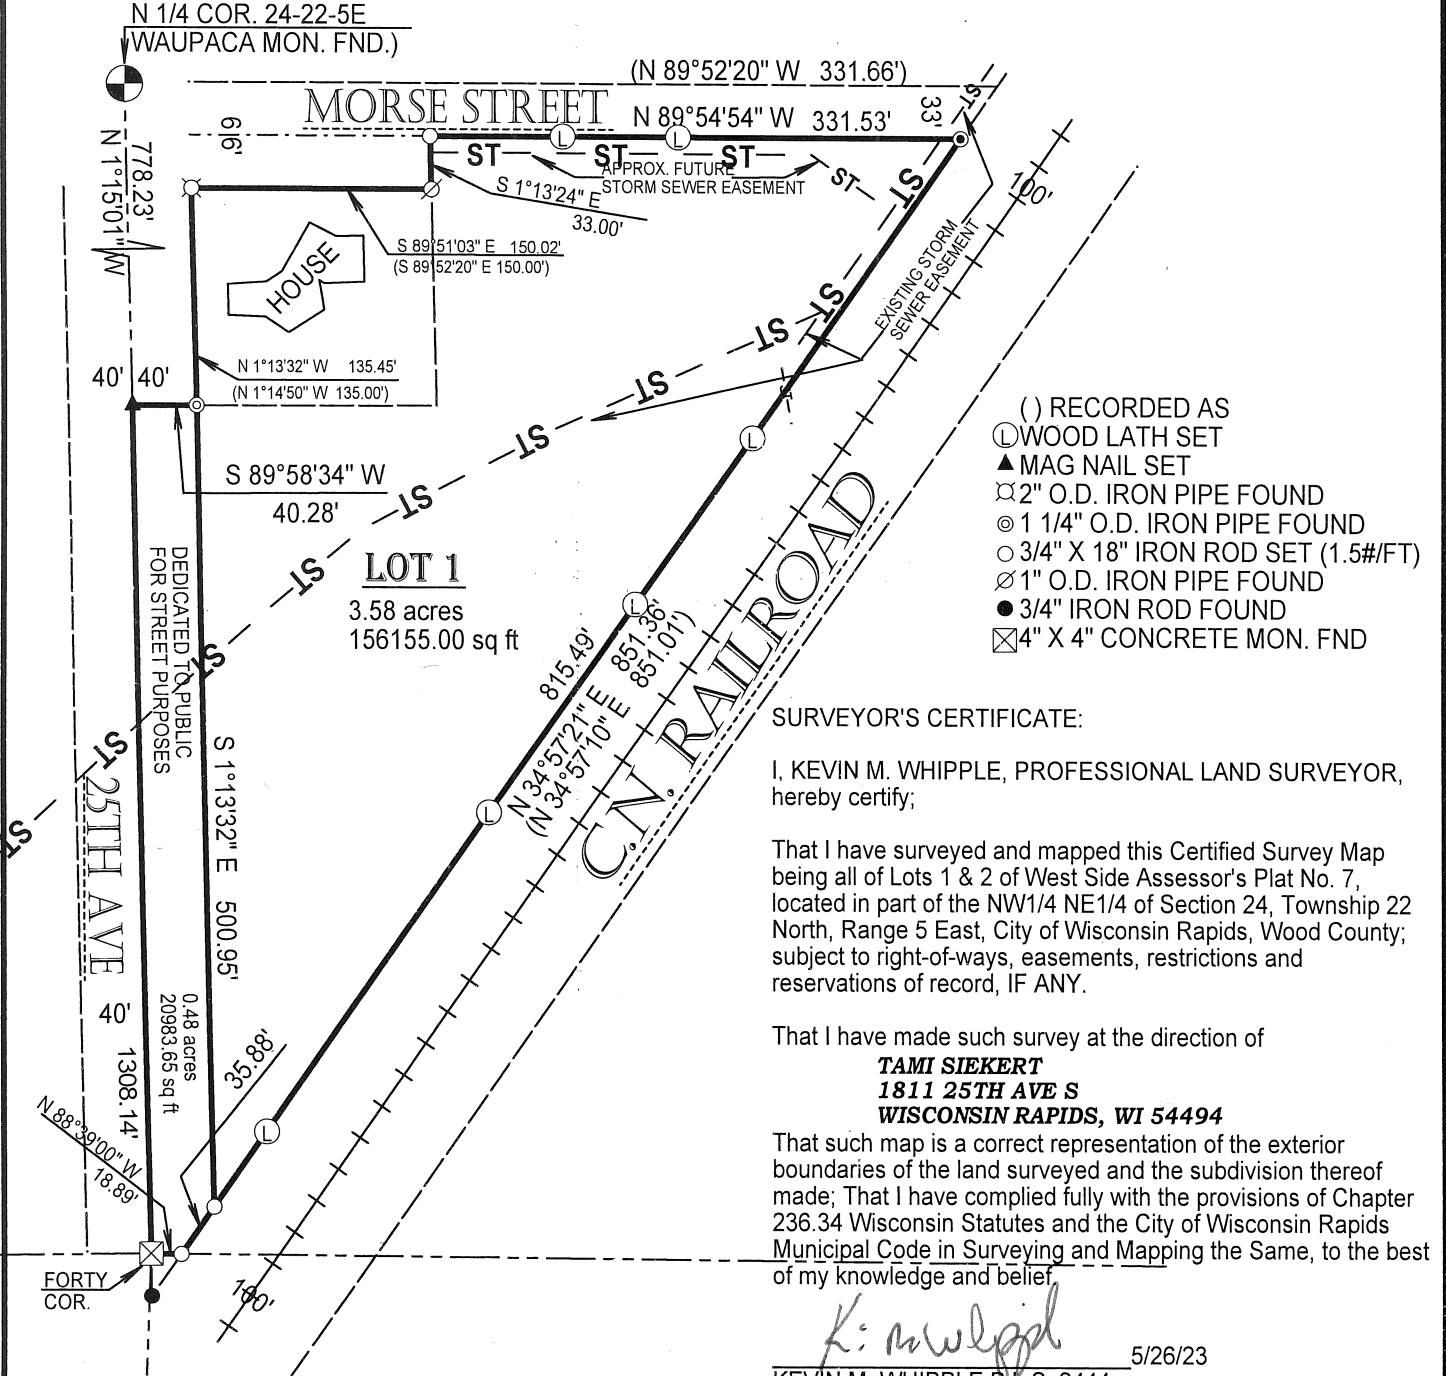 N 1/4 COR. 24-22-5E
WAUPACA MON. FND.)
(N 89°52'20" W 331.66')
MORSE STREET
N 89°54'54" W 331.53'
33'
ST
66'
778.23'
N 1°15'01" W
ST
ST
ST
ST
ST
APPROX. FUTURE
STORM SEWER EASEMENT
S 1°13'24" E
33.00'
100'
S 89°51'03" E 150.02'
(S 89°52'20" E 150.00')
HOUSE
EXISTING STORM
SEWER EASEMENT
ST
ST
N 1°13'32" W 135.45'
(N 1°14'50" W 135.00')
40' 40'
ST
ST
ST
S 89°58'34" W
40.28'
ST
ST
ST
ST
ST
DEDICATED TO PUBLIC
FOR STREET PURPOSES
LOT 1
3.58 acres
156155.00 sq ft
815.49'
N 34°57'21" E 851.36'
(N 34°57'10" E 851.01')
C.N. RAILROAD
S 1°13'32" E 500.95'
25TH AVE
40'
1308.14'
0.48 acres
20983.65 sq ft
35.88'
N 88°39'00" W
18.89'
FORTY
COR.
100'
( ) RECORDED AS
L WOOD LATH SET
MAG NAIL SET
2" O.D. IRON PIPE FOUND
1 1/4" O.D. IRON PIPE FOUND
3/4" X 18" IRON ROD SET (1.5#/FT)
1" O.D. IRON PIPE FOUND
3/4" IRON ROD FOUND
4" X 4" CONCRETE MON. FND
L
L
L
L
L
L
SURVEYOR'S CERTIFICATE:
I, KEVIN M. WHIPPLE, PROFESSIONAL LAND SURVEYOR,
hereby certify;
That I have surveyed and mapped this Certified Survey Map
being all of Lots 1 & 2 of West Side Assessor's Plat No. 7,
located in part of the NW1/4 NE1/4 of Section 24, Township 22
North, Range 5 East, City of Wisconsin Rapids, Wood County;
subject to right-of-ways, easements, restrictions and
reservations of record, IF ANY.
That I have made such survey at the direction of
TAMI SIEKERT
1811 25TH AVE S
WISCONSIN RAPIDS, WI 54494
That such map is a correct representation of the exterior
boundaries of the land surveyed and the subdivision thereof
made; That I have complied fully with the provisions of Chapter
236.34 Wisconsin Statutes and the City of Wisconsin Rapids
Municipal Code in Surveying and Mapping the Same, to the best
of my knowledge and belief.
5/26/23
KEVIN M. WHIPPLE